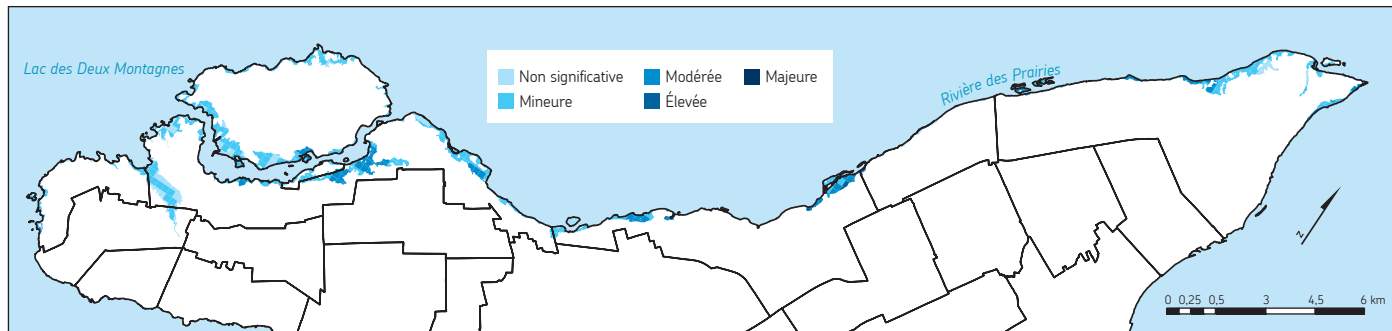 Lac des Deux Montagnes
Non significative
Modérée
Majeure
Mineure
Élevée
Rivière des Prairies
N
0 0,25 0,5 3 4,5 6 km